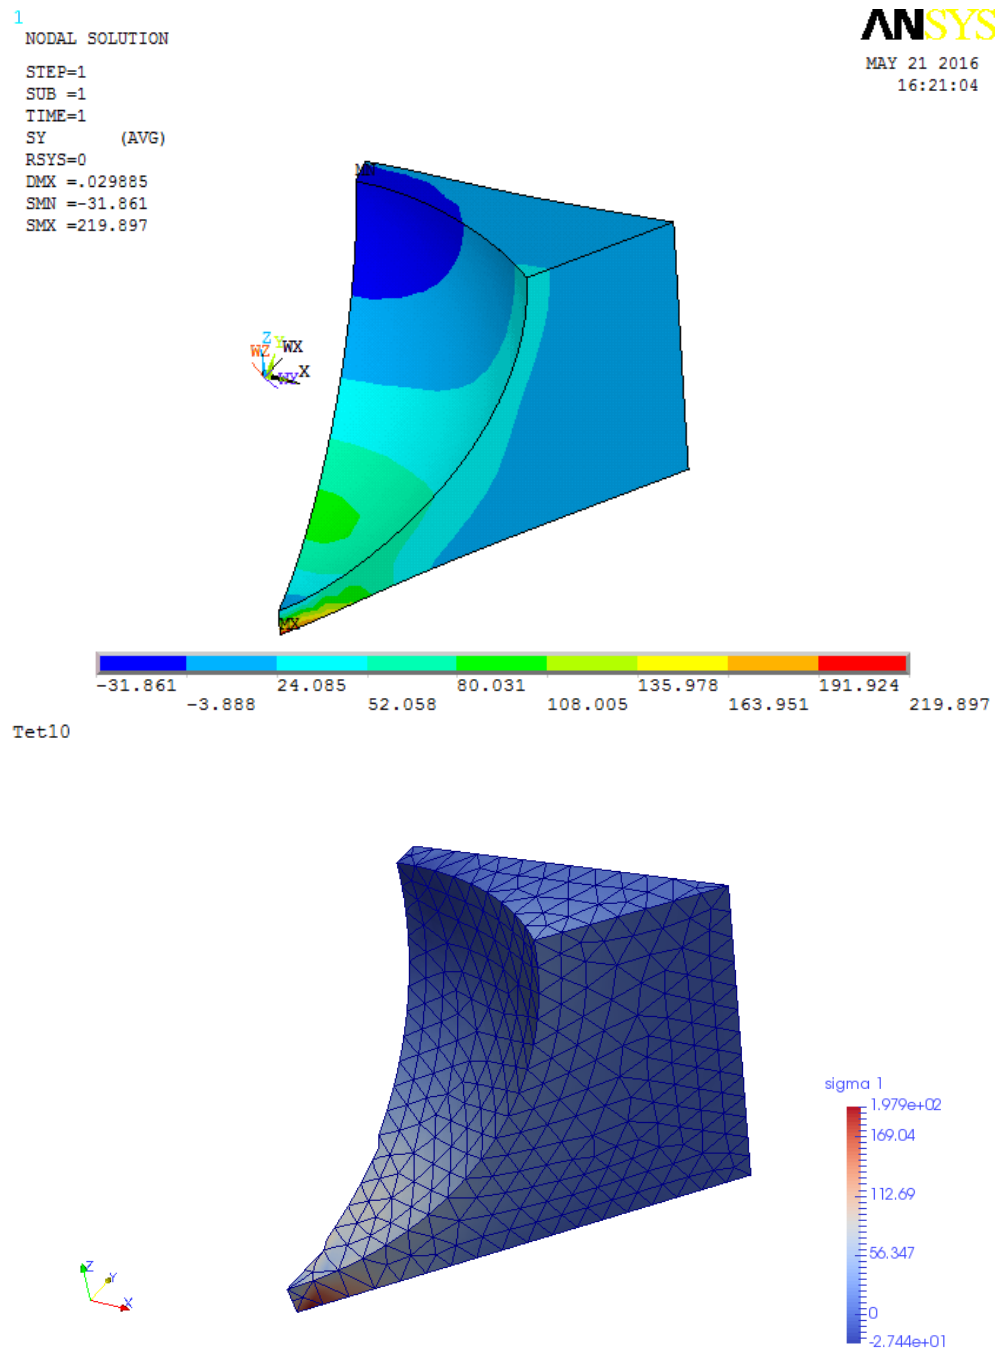 1
NODAL SOLUTION
ANSYS
MAY 21 2016
16:21:04
STEP=1
SUB =1
TIME=1
SY (AVG)
RSYS=0
DMX =.029885
SMN =-31.861
SMX =219.897
MN
Z Y
WZ WX
WY X
MX
-31.861 24.085 80.031 135.978 191.924
-3.888 52.058 108.005 163.951 219.897
Tet10
sigma 1
1.979e+02
169.04
112.69
56.347
0
-2.744e+01
Z
Y
X